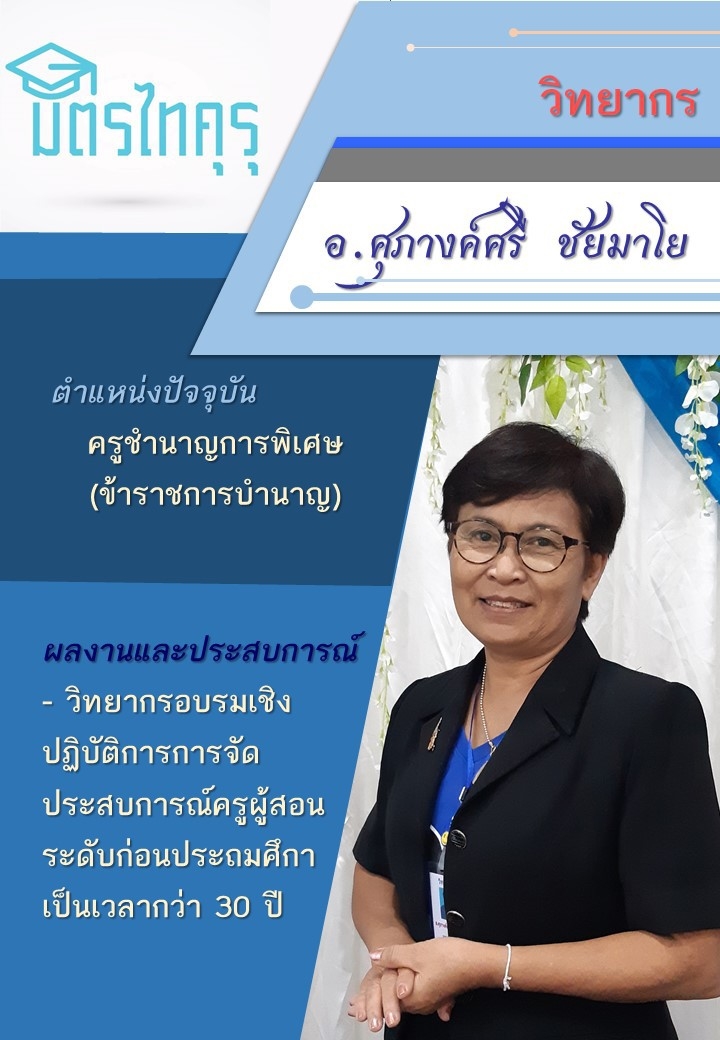 มิตรไทคุรุ
วิทยากร
อ.ศุภางค์ศรี ชัยมาโย
ตำแหน่งปัจจุบัน
ครูชำนาญการพิเศษ
(ข้าราชการบำนาญ)
ผลงานและประสบการณ์
- วิทยากรอบรมเชิง
ปฏิบัติการการจัด
ประสบการณ์ครูผู้สอน
ระดับก่อนประถมศึกา
เป็นเวลากว่า 30 ปี